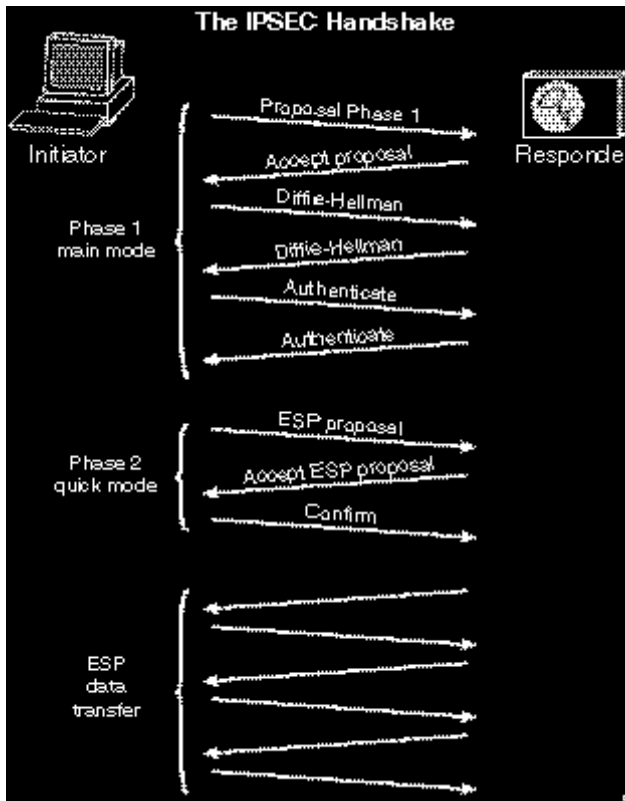 The IPSEC Handshake
Initiator
Responde
Proposal Phase 1
Accept proposal
Diffie-Hellman
Diffie-Hellman
Authenticate
Authenticate
Phase 1
main mode
ESP proposal
Accept ESP proposal
Confirm
Phase 2
quick mode
ESP
data
transfer